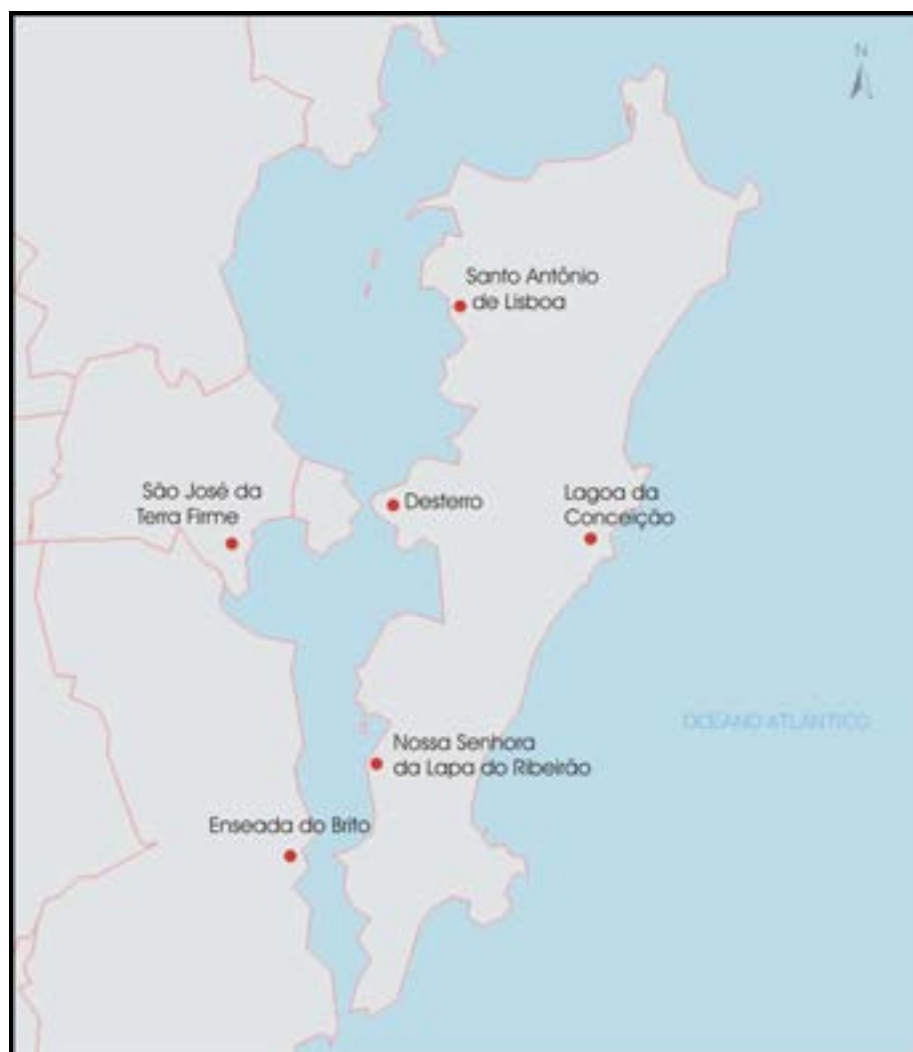 N
Santo Antônio
de Lisboa
São José da
Terra Firme
Desterro
Lagoa da
Conceição
OCEANO ATLÂNTICO
Nossa Senhora
da Lapa do Ribeirão
Enseada do Brito